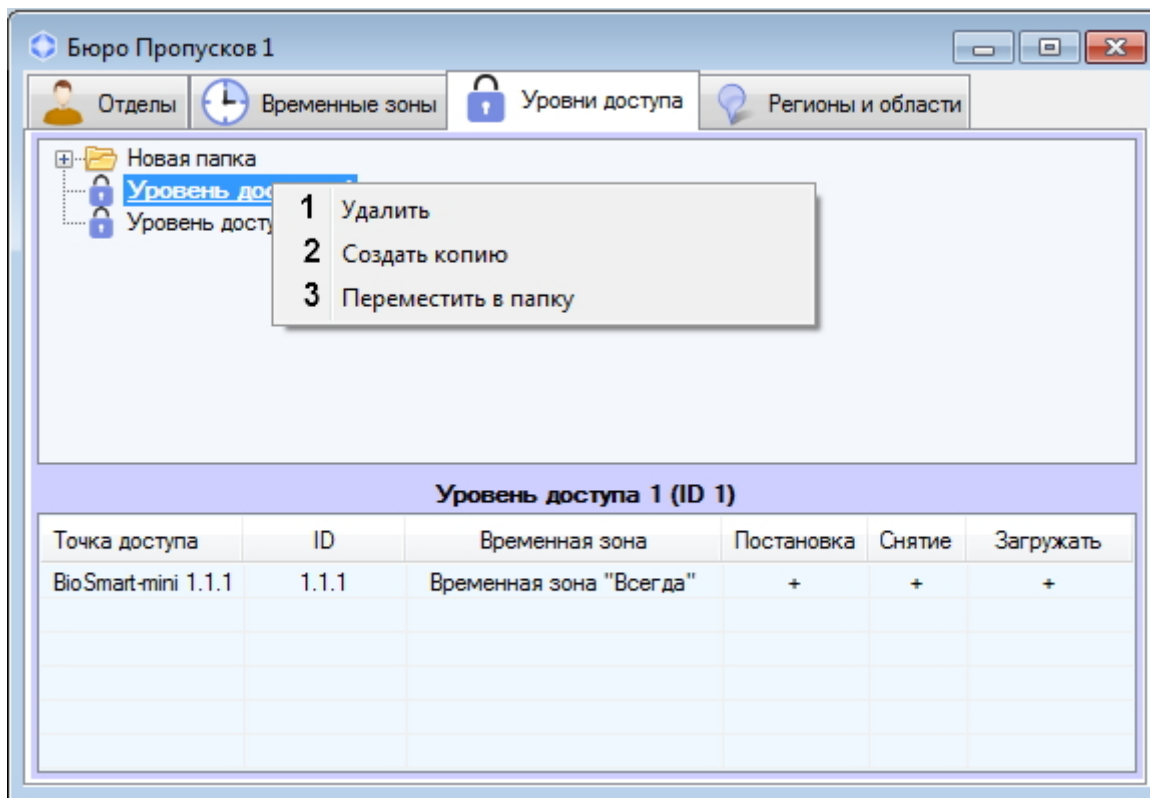 Бюро Пропусков 1
Отделы Временные зоны Уровни доступа Регионы и области
Новая папка
Уровень
Уровень
1 Удалить
2 Создать копию
3 Переместить в папку
Уровень доступа 1 (ID 1)
Точка доступа ID Временная зона Постановка Снятие Загружать
BioSmart-mini 1.1.1 1.1.1 Временная зона "Всегда" + + +